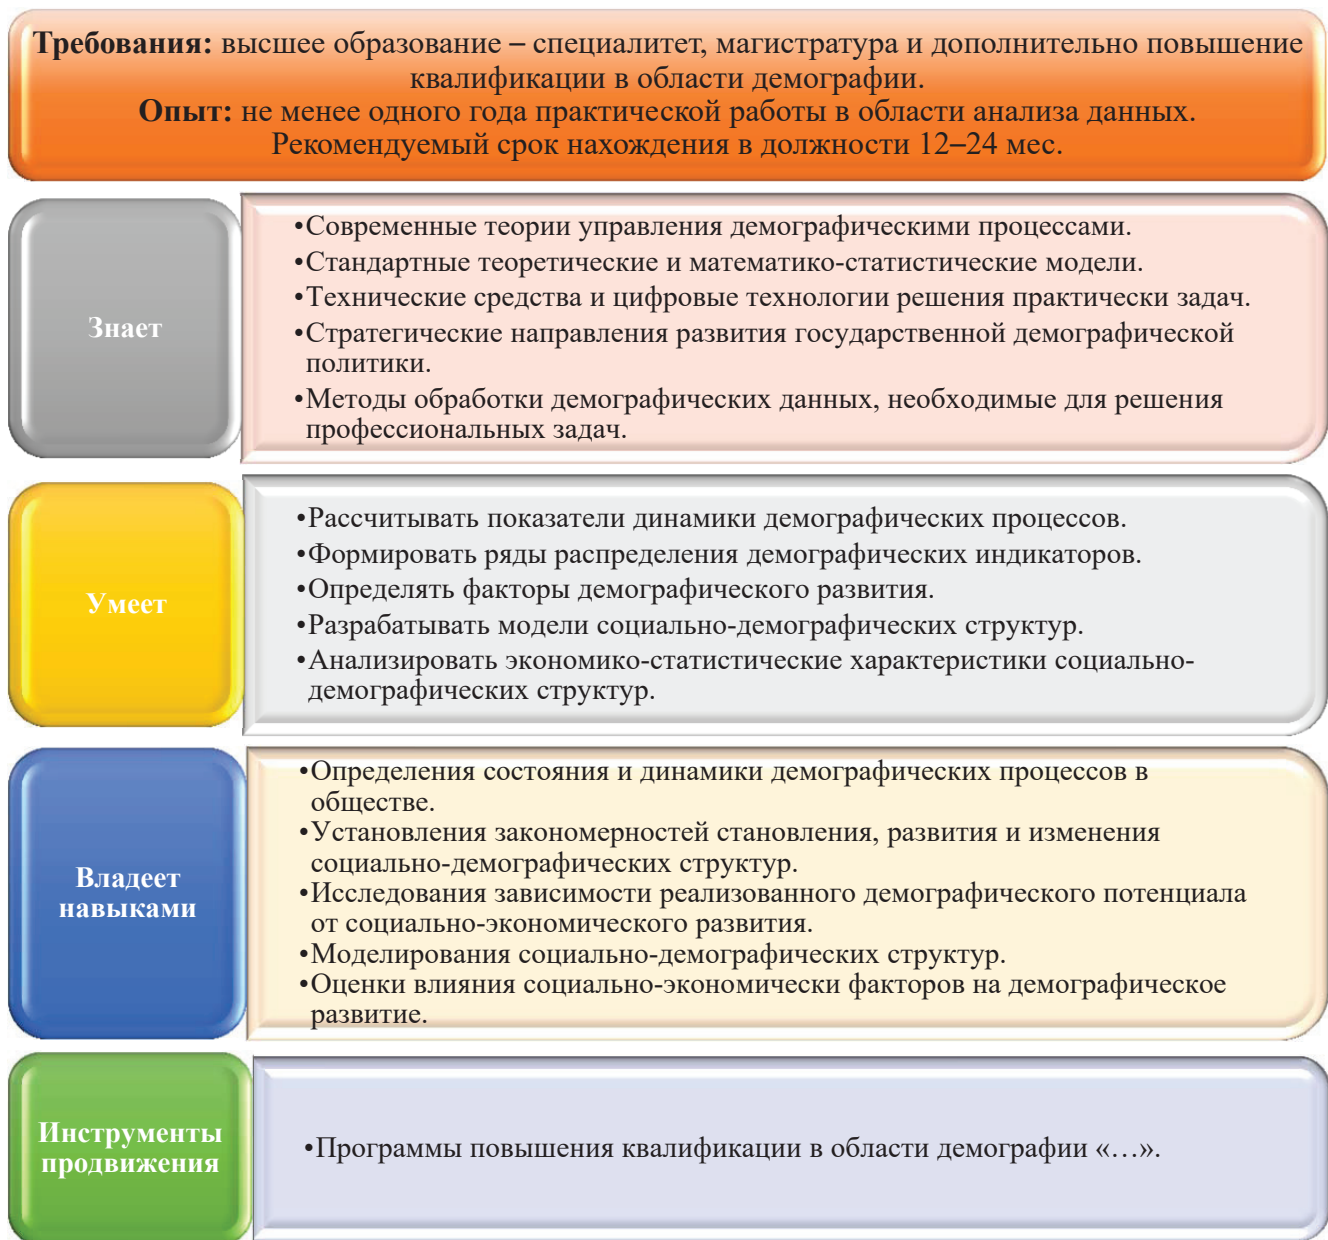 Требования: высшее образование – специалитет, магистратура и дополнительно повышение
квалификации в области демографии.
Опыт: не менее одного года практической работы в области анализа данных.
Рекомендуемый срок нахождения в должности 12–24 мес.
Знает
•Современные теории управления демографическими процессами.
•Стандартные теоретические и математико-статистические модели.
•Технические средства и цифровые технологии решения практически задач.
•Стратегические направления развития государственной демографической
политики.
•Методы обработки демографических данных, необходимые для решения
профессиональных задач.
Умеет
•Рассчитывать показатели динамики демографических процессов.
•Формировать ряды распределения демографических индикаторов.
•Определять факторы демографического развития.
•Разрабатывать модели социально-демографических структур.
•Анализировать экономико-статистические характеристики социально-
демографических структур.
Владеет
навыками
•Определения состояния и динамики демографических процессов в
обществе.
•Установления закономерностей становления, развития и изменения
социально-демографических структур.
•Исследования зависимости реализованного демографического потенциала
от социально-экономического развития.
•Моделирования социально-демографических структур.
•Оценки влияния социально-экономически факторов на демографическое
развитие.
Инструменты
продвижения
•Программы повышения квалификации в области демографии «…».